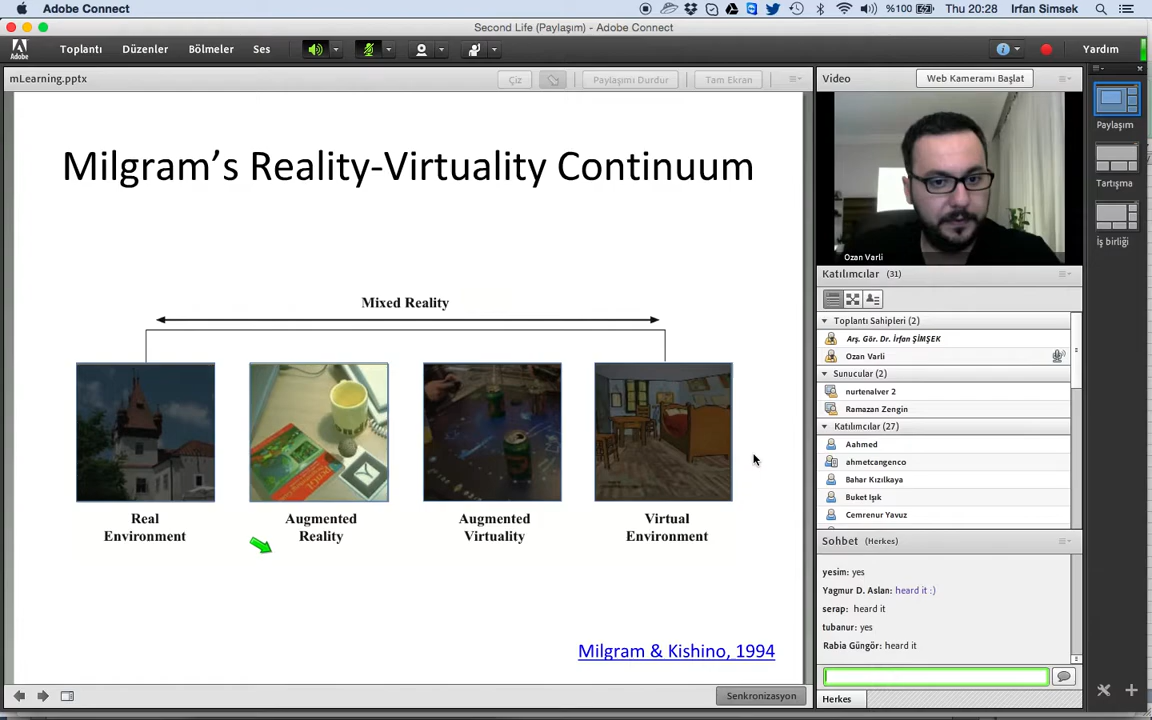 Adobe Connect
%100
Thu 20:28
Irfan Simsek
Second Life (Paylaşım) - Adobe Connect
Adobe
Toplantı
Düzenler
Bölmeler
Ses
Yardım
mLearning.pptx
Çiz
Paylaşımı Durdur
Tam Ekran
Milgram’s Reality-Virtuality Continuum
Mixed Reality
Real
Environment
Augmented
Reality
Augmented
Virtuality
Virtual
Environment
Milgram & Kishino, 1994
Senkronizasyon
Video
Web Kameramı Başlat
Ozan Varli
Katılımcılar (31)
Toplantı Sahipleri (2)
Arş. Gör. Dr. İrfan ŞİMŞEK
Ozan Varli
Sunucular (2)
nurtenalver 2
Ramazan Zengin
Katılımcılar (27)
Aahmed
ahmetcangenco
Bahar Kızılkaya
Buket Işık
Cemrenur Yavuz
Sohbet (Herkes)
yesim: yes
Yagmur D. Aslan: heard it :)
serap: heard it
tubanur: yes
Rabia Güngör: heard it
Herkes
Paylaşım
Tartışma
İş birliği